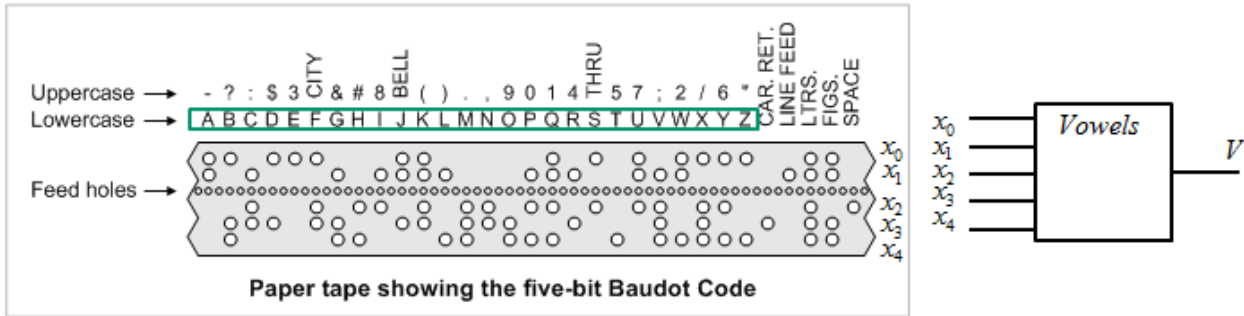 CITY BELL THRU CAR. RET. LINE FEED LTRS. FIGS. SPACE
Uppercase - ? : $ 3 & # 8 ( ) . , 9 0 1 4 ' 5 7 ; 2 / 6 "
Lowercase A B C D E F G H I J K L M N O P Q R S T U V W X Y Z
x0
x1
Feed holes
x2
x3
x4
Paper tape showing the five-bit Baudot Code
x0
x1
x2
x3
x4
Vowels
V